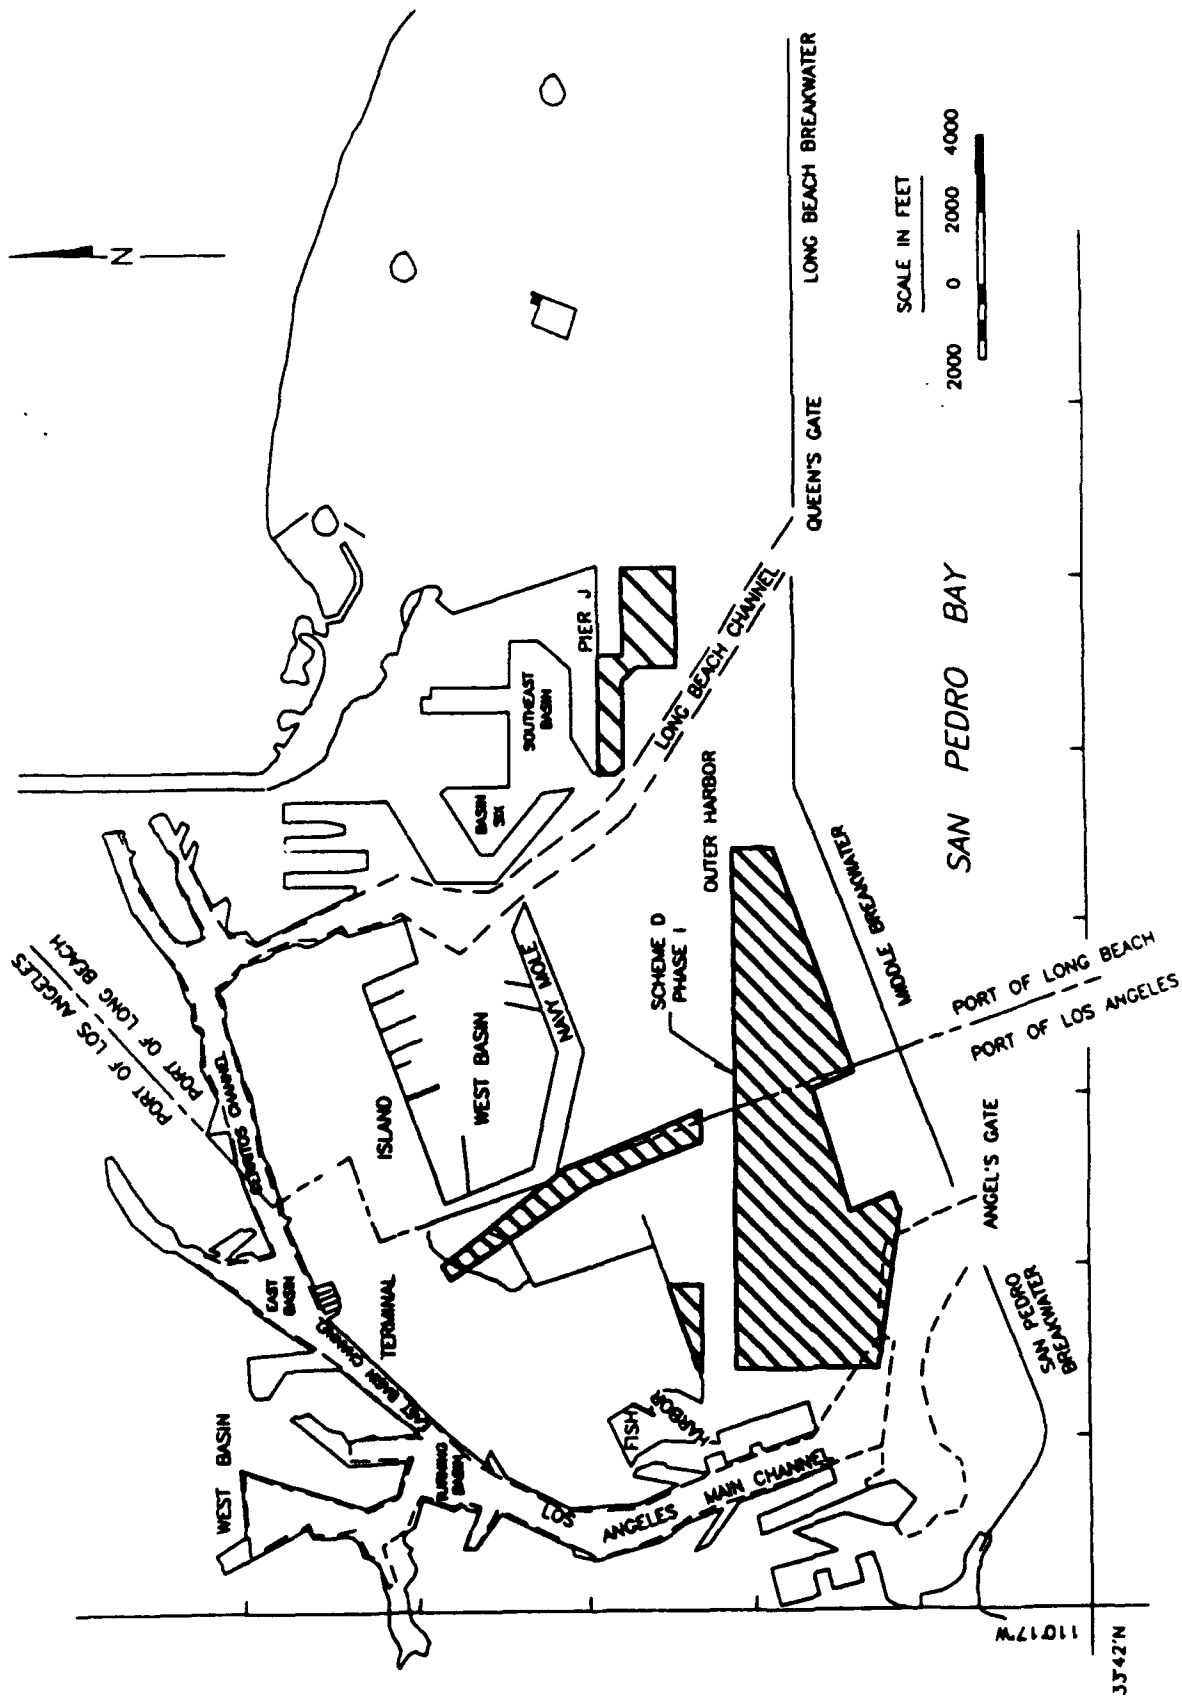 PORT OF LOS ANGELES
PORT OF LONG BEACH
N
WEST BASIN
EAST
BASIN
CERRITOS CHANNEL
EAST BASIN CHANNEL
TURNING
BASIN
TERMINAL
ISLAND
WEST BASIN
NAVY MOLE
BASIN
SIX
SOUTHEAST
BASIN
PIER J
LOS
ANGELES
MAIN CHANNEL
FISH
HARBOR
SCHEME D
PHASE I
OUTER HARBOR
LONG BEACH CHANNEL
QUEEN'S GATE
LONG BEACH BREAKWATER
MIDDLE BREAKWATER
SAN PEDRO
BREAKWATER
ANGEL'S GATE
PORT OF LONG BEACH
PORT OF LOS ANGELES
SAN PEDRO BAY
SCALE IN FEET
2000 0 2000 4000
110°17'W
33°42'N